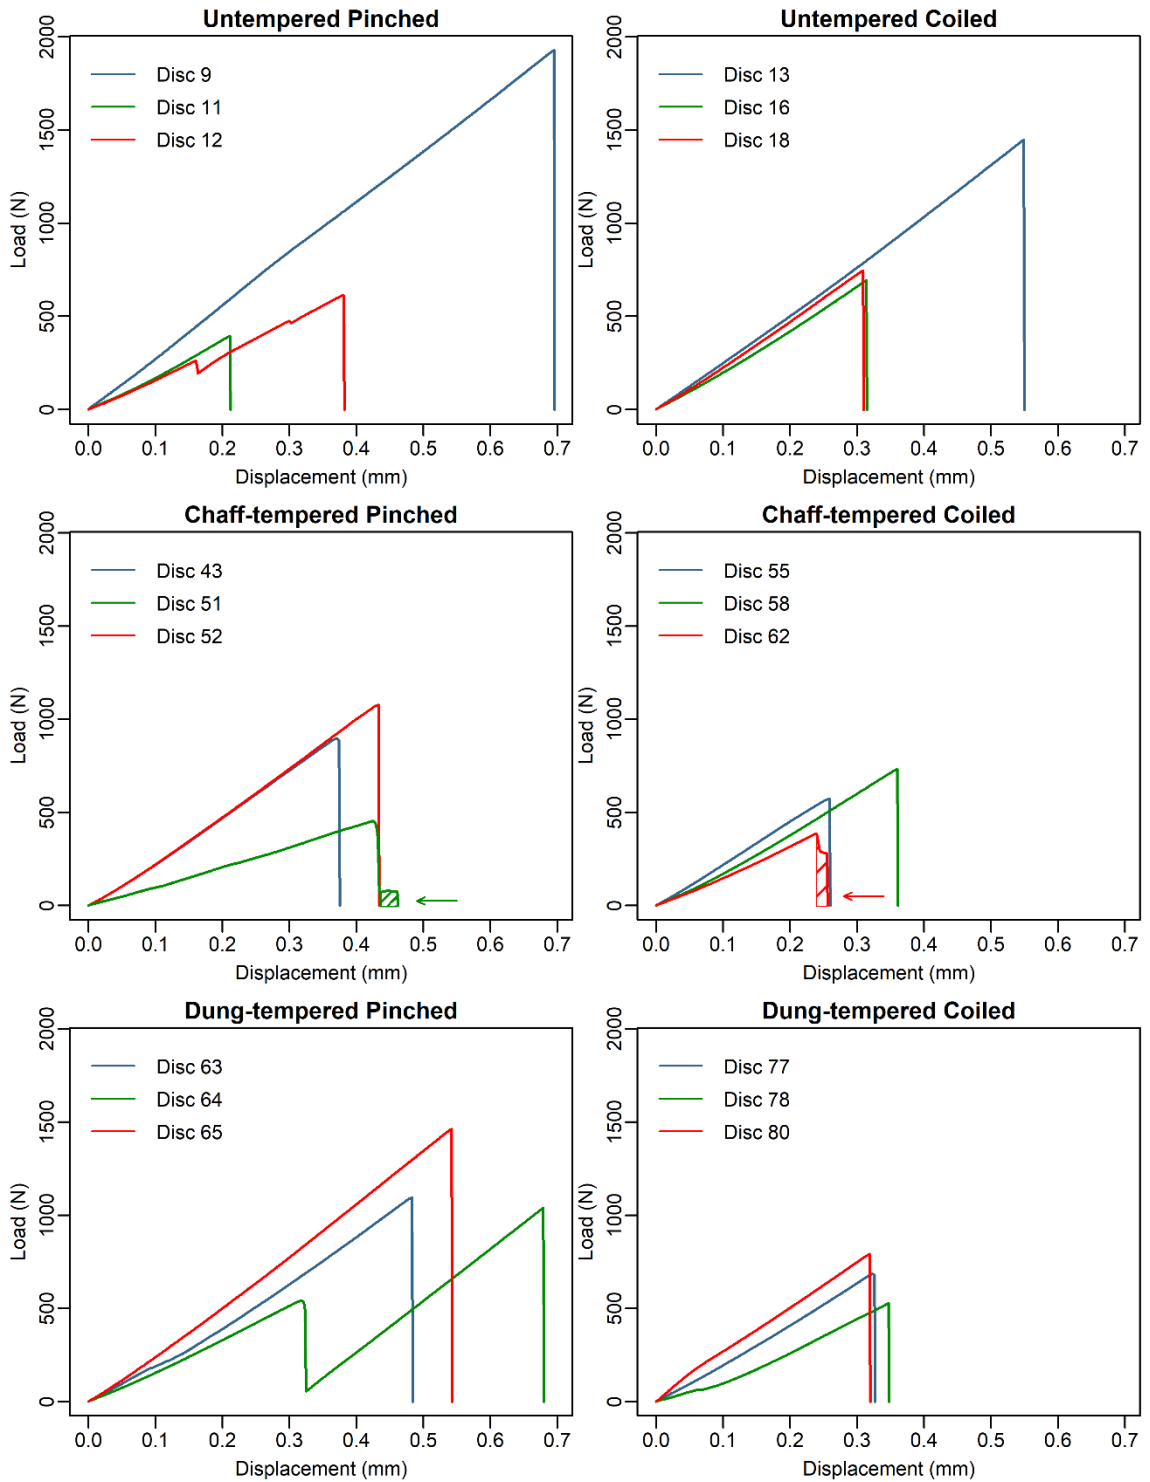 Untempered Pinched
Disc 9
Disc 11
Disc 12
Load (N)
2000
1500
1000
500
0
0.0 0.1 0.2 0.3 0.4 0.5 0.6 0.7
Displacement (mm)
Untempered Coiled
Disc 13
Disc 16
Disc 18
Load (N)
2000
1500
1000
500
0
0.0 0.1 0.2 0.3 0.4 0.5 0.6 0.7
Displacement (mm)
Chaff-tempered Pinched
Disc 43
Disc 51
Disc 52
Load (N)
2000
1500
1000
500
0
0.0 0.1 0.2 0.3 0.4 0.5 0.6 0.7
Displacement (mm)
Chaff-tempered Coiled
Disc 55
Disc 58
Disc 62
Load (N)
2000
1500
1000
500
0
0.0 0.1 0.2 0.3 0.4 0.5 0.6 0.7
Displacement (mm)
Dung-tempered Pinched
Disc 63
Disc 64
Disc 65
Load (N)
2000
1500
1000
500
0
0.0 0.1 0.2 0.3 0.4 0.5 0.6 0.7
Displacement (mm)
Dung-tempered Coiled
Disc 77
Disc 78
Disc 80
Load (N)
2000
1500
1000
500
0
0.0 0.1 0.2 0.3 0.4 0.5 0.6 0.7
Displacement (mm)